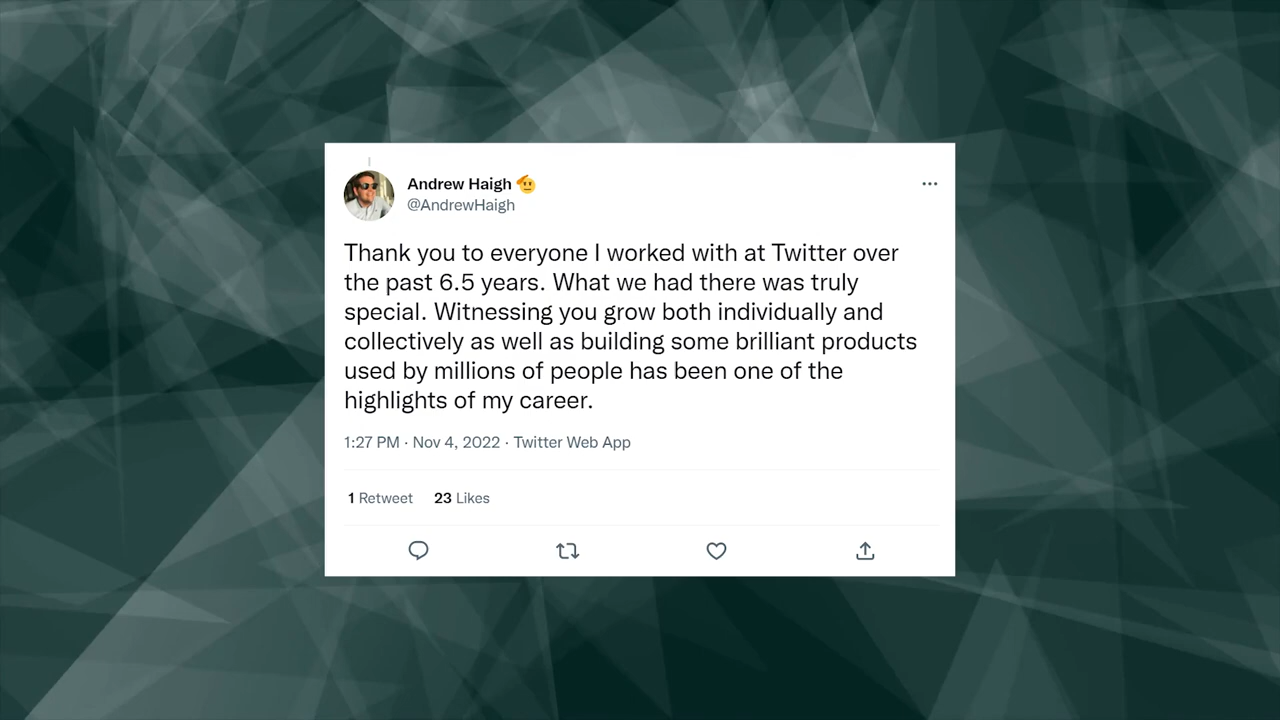 Andrew Haigh 🫡
@AndrewHaigh
Thank you to everyone I worked with at Twitter over
the past 6.5 years. What we had there was truly
special. Witnessing you grow both individually and
collectively as well as building some brilliant products
used by millions of people has been one of the
highlights of my career.
1:27 PM · Nov 4, 2022 · Twitter Web App
1 Retweet 23 Likes